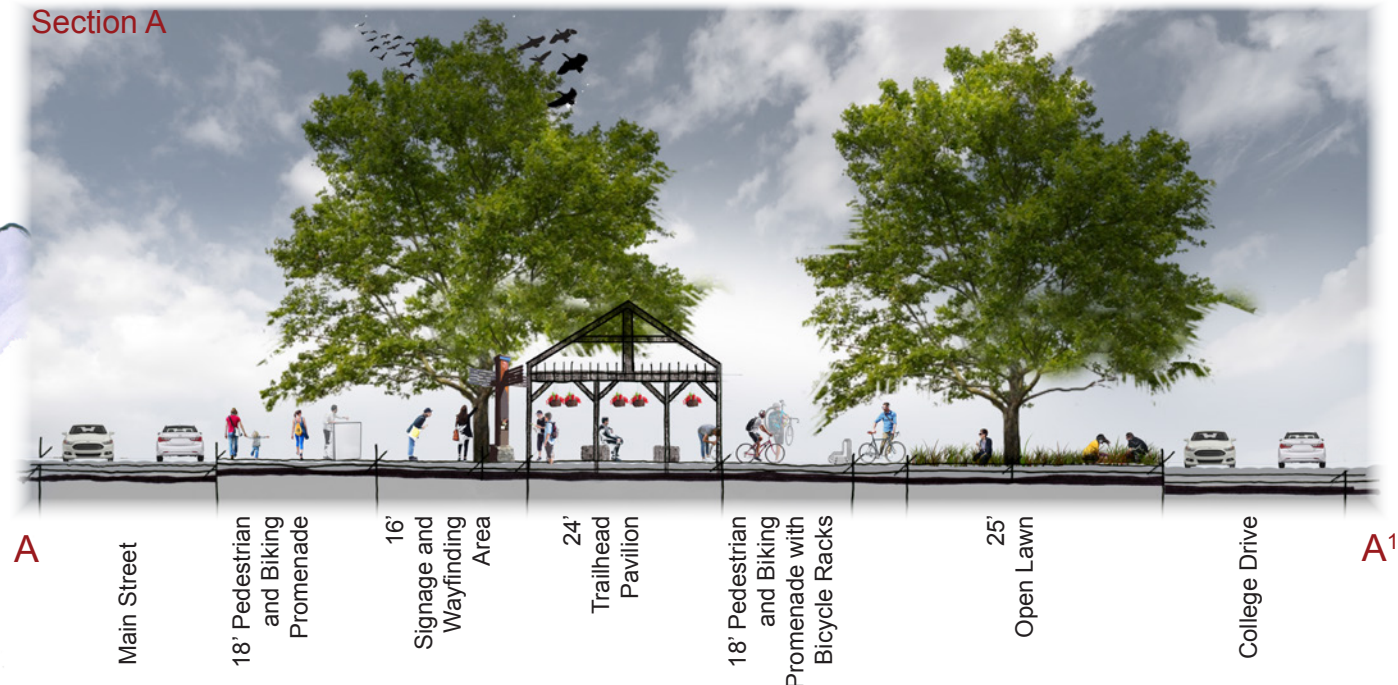 Section A
A
A¹
Main Street
18’ Pedestrian
and Biking
Promenade
16’
Signage and
Wayfinding
Area
24’
Trailhead
Pavilion
18’ Pedestrian
and Biking
Promenade with
Bicycle Racks
25’
Open Lawn
College Drive